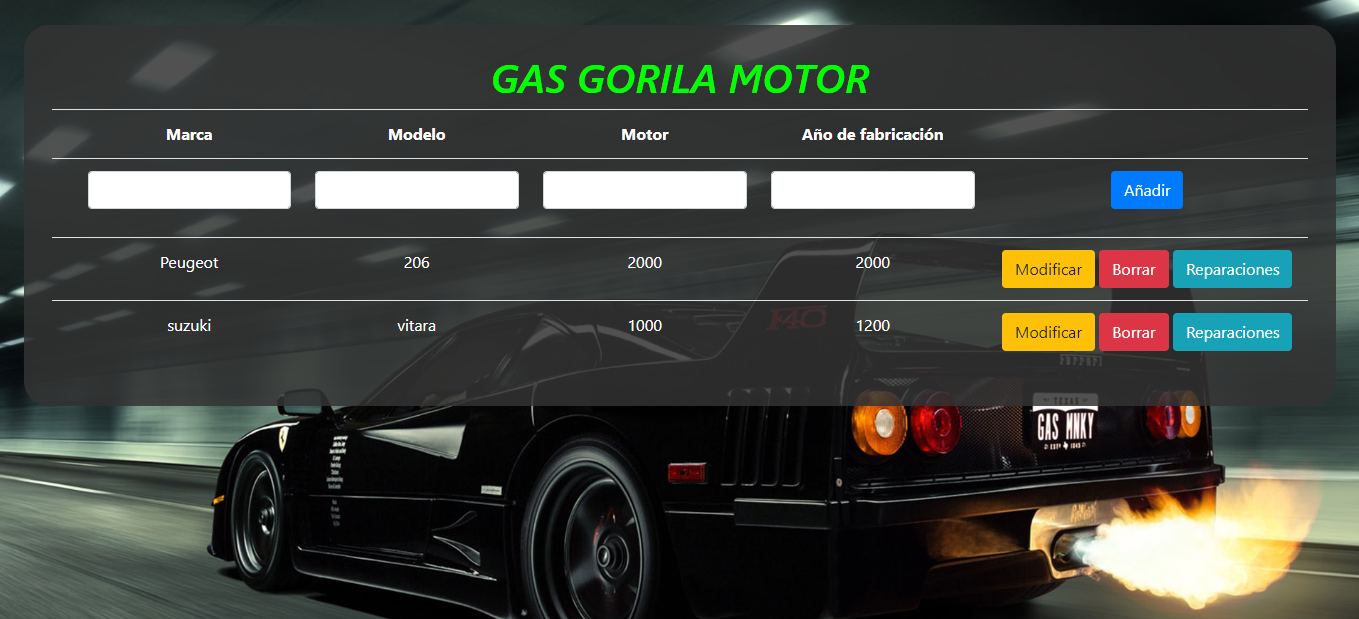 GAS GORILA MOTOR
Marca Modelo Motor Año de fabricación
Añadir
Peugeot 206 2000 2000 Modificar Borrar Reparaciones
suzuki vitara 1000 1200 Modificar Borrar Reparaciones
F40
TEXAS
GAS MNKY